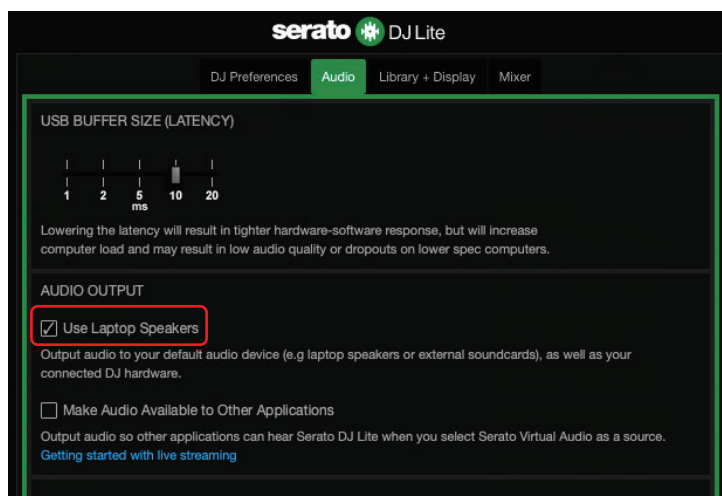 serato DJ Lite
DJ Preferences Audio Library + Display Mixer
USB BUFFER SIZE (LATENCY)
1 2 5 10 20
ms
Lowering the latency will result in tighter hardware-software response, but will increase
computer load and may result in low audio quality or dropouts on lower spec computers.
AUDIO OUTPUT
Use Laptop Speakers
Output audio to your default audio device (e.g laptop speakers or external soundcards), as well as your
connected DJ hardware.
Make Audio Available to Other Applications
Output audio so other applications can hear Serato DJ Lite when you select Serato Virtual Audio as a source.
Getting started with live streaming